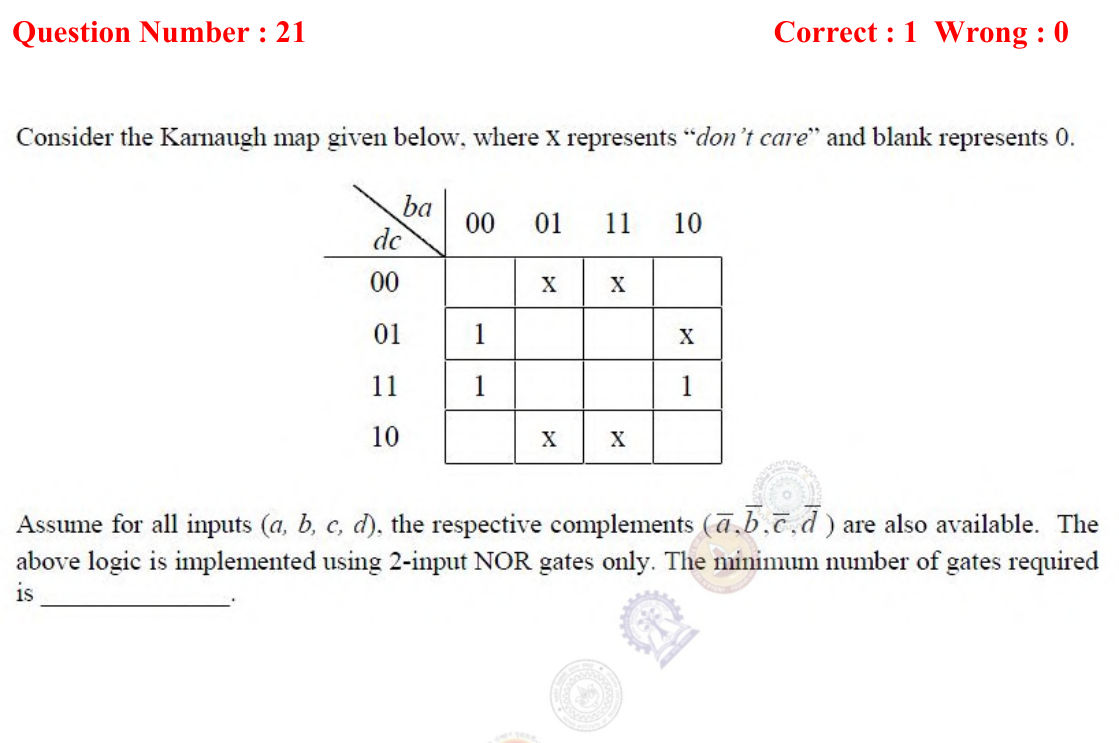 Question Number : 21 Correct : 1 Wrong : 0
Consider the Karnaugh map given below, where X represents “don’t care” and blank represents 0.
ba
dc
00 01 11 10
00 x x
01 1 x
11 1 1
10 x x
Assume for all inputs (a, b, c, d), the respective complements (a̅, b̅, c̅, d̅ ) are also available. The
above logic is implemented using 2-input NOR gates only. The minimum number of gates required
is _______________.